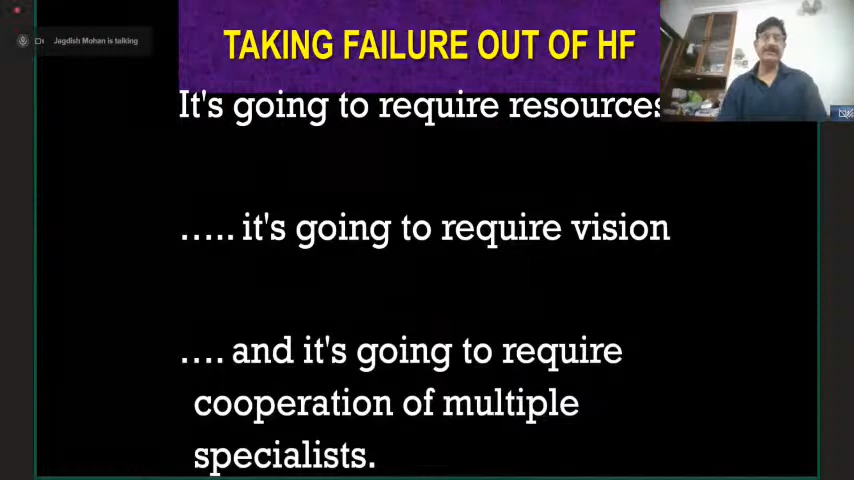 Jagdish Mohan is talking
TAKING FAILURE OUT OF HF
It's going to require resources
..... it's going to require vision
.... and it's going to require
cooperation of multiple
specialists.